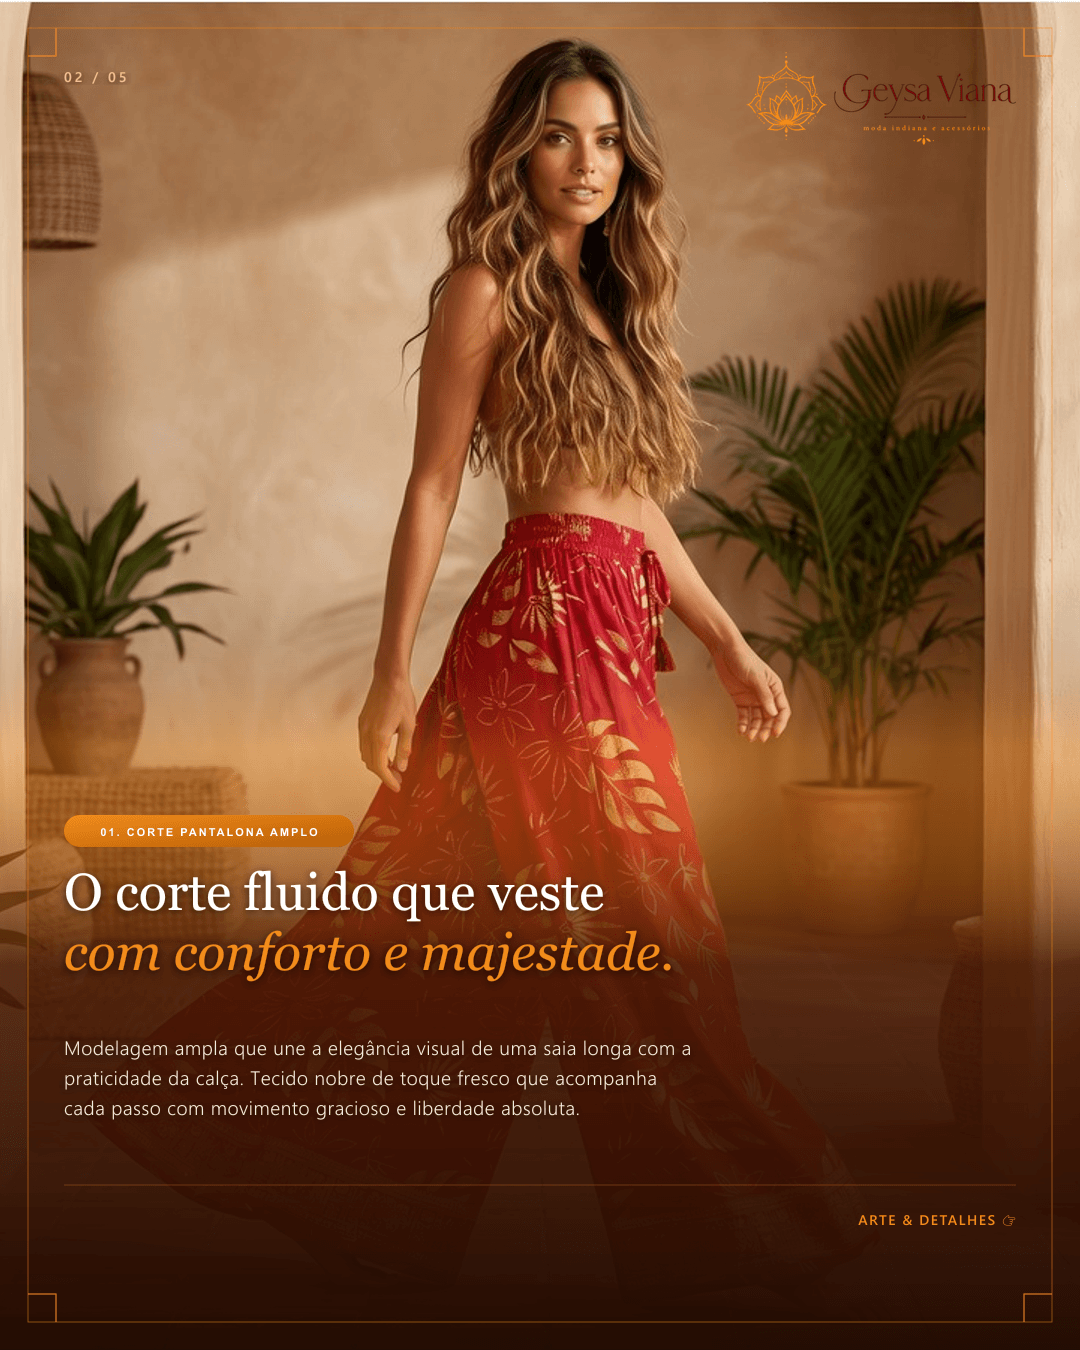 02 / 05
Geysa Viana
moda indiana e acessórios
01. CORTE PANTALONA AMPLO
O corte fluido que veste
com conforto e majestade.
Modelagem ampla que une a elegância visual de uma saia longa com a
praticidade da calça. Tecido nobre de toque fresco que acompanha
cada passo com movimento gracioso e liberdade absoluta.
ARTE & DETALHES 👉